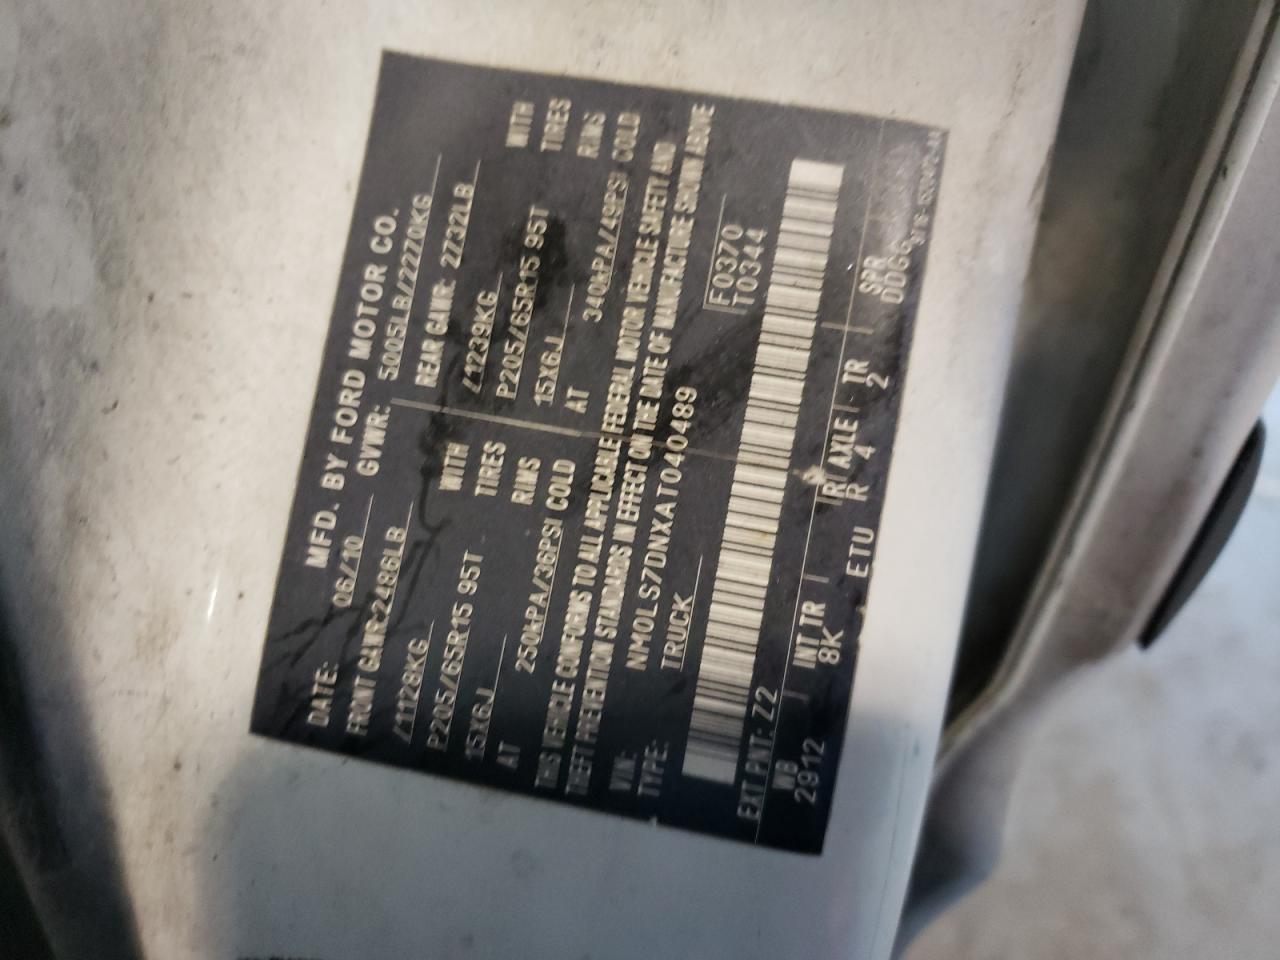 MFD. BY FORD MOTOR CO.
DATE: 06/10 GVWR: 5005LB/2270KG
FRONT GAWR:2486LB REAR GAWR: 2732LB
/1128KG WITH /1239KG WITH
P205/65R15 95T TIRES P205/65R15 95T TIRES
15X6J RIMS 15X6J RIMS
AT 250kPA/36PSI COLD AT 340kPA/49PSI COLD
THIS VEHICLE CONFORMS TO ALL APPLICABLE FEDERAL MOTOR VEHICLE SAFETY AND
THEFT PREVENTION STANDARDS IN EFFECT ON THE DATE OF MANUFACTURE SHOWN ABOVE
VIN: NM0LS7DNXAT040489 F0370
TYPE: TRUCK T0344
EXT PNT: Z2
WB INT TR AXLE TR SPR
2912 8K R 4 2
ETU